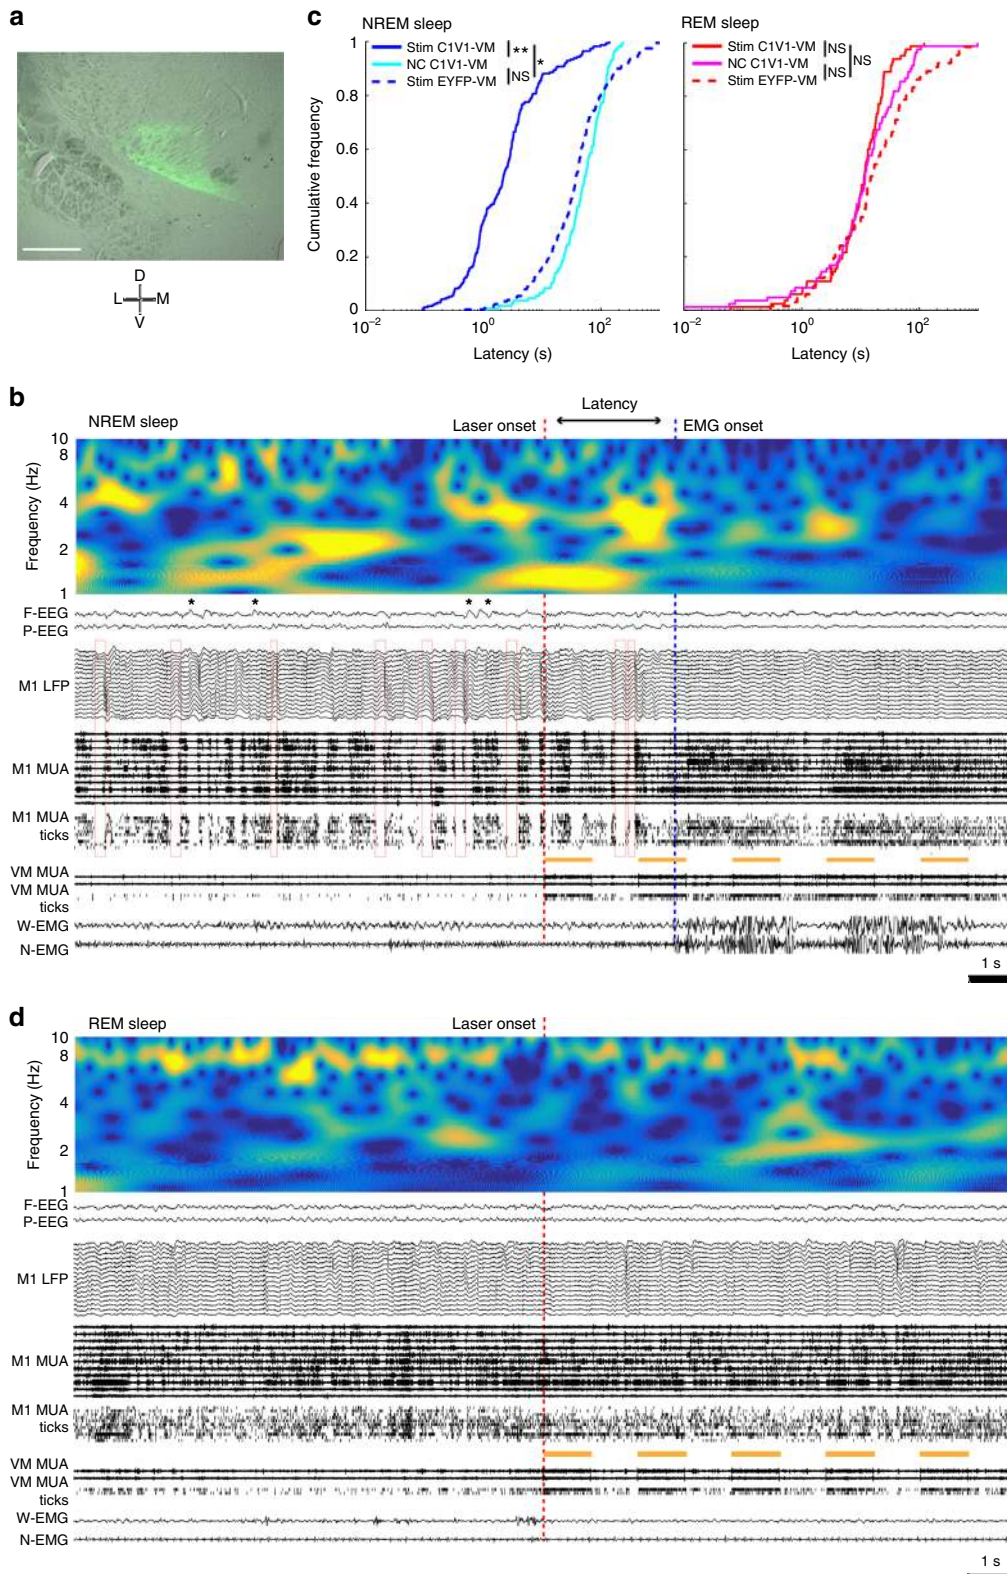 a
D
L M
V
c
NREM sleep
Stim C1V1-VM
NC C1V1-VM
Stim EYFP-VM
**
*
NS
Cumulative frequency
1
0.8
0.6
0.4
0.2
0
10⁻² 10⁰ 10²
Latency (s)
REM sleep
Stim C1V1-VM
NC C1V1-VM
Stim EYFP-VM
NS
NS
NS
10⁻² 10⁰ 10²
Latency (s)
b
NREM sleep
Laser onset
Latency
EMG onset
Frequency (Hz)
10
8
4
2
1
* * * *
F-EEG
P-EEG
M1 LFP
M1 MUA
M1 MUA
ticks
VM MUA
VM MUA
ticks
W-EMG
N-EMG
1 s
d
REM sleep
Laser onset
Frequency (Hz)
10
8
4
2
1
F-EEG
P-EEG
M1 LFP
M1 MUA
M1 MUA
ticks
VM MUA
VM MUA
ticks
W-EMG
N-EMG
1 s